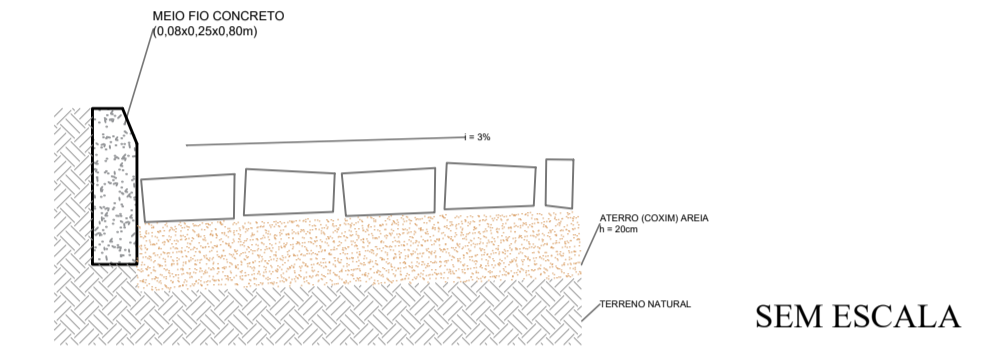 MEIO FIO CONCRETO
(0,08x0,25x0,80m)
i = 3%
ATERRO (COXIM) AREIA
h = 20cm
TERRENO NATURAL
SEM ESCALA